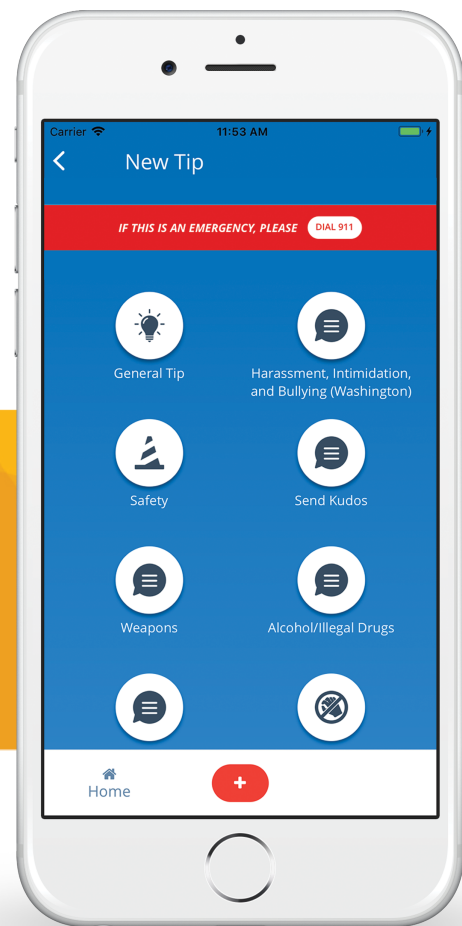 Carrier 11:53 AM
New Tip
IF THIS IS AN EMERGENCY, PLEASE DIAL 911
General Tip
Harassment, Intimidation,
and Bullying (Washington)
Safety
Send Kudos
Weapons
Alcohol/Illegal Drugs
Home